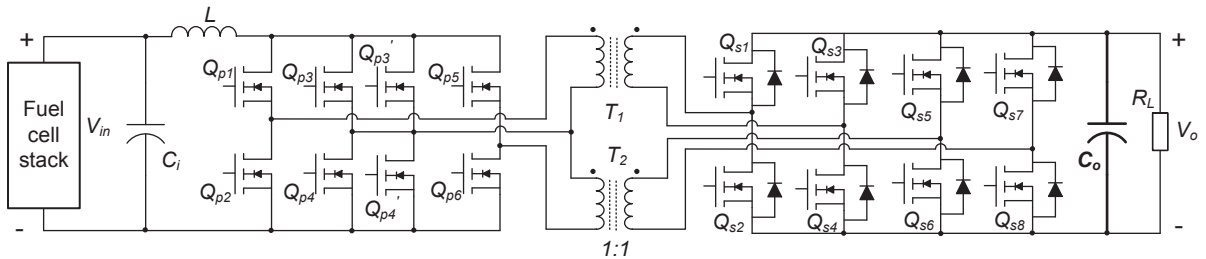 L
+
Fuel
cell
stack
-
V_in
C_i
Q_p1
Q_p3
Q_p3'
Q_p5
Q_p2
Q_p4
Q_p4'
Q_p6
T_1
T_2
1:1
Q_s1
Q_s3
Q_s5
Q_s7
Q_s2
Q_s4
Q_s6
Q_s8
C_o
R_L
+
V_o
-